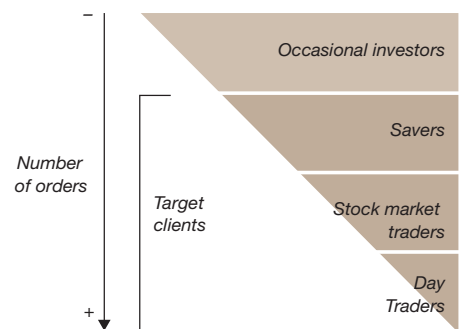 –
Occasional investors
Savers
Number
of orders
Target
clients
Stock market
traders
Day
Traders
+